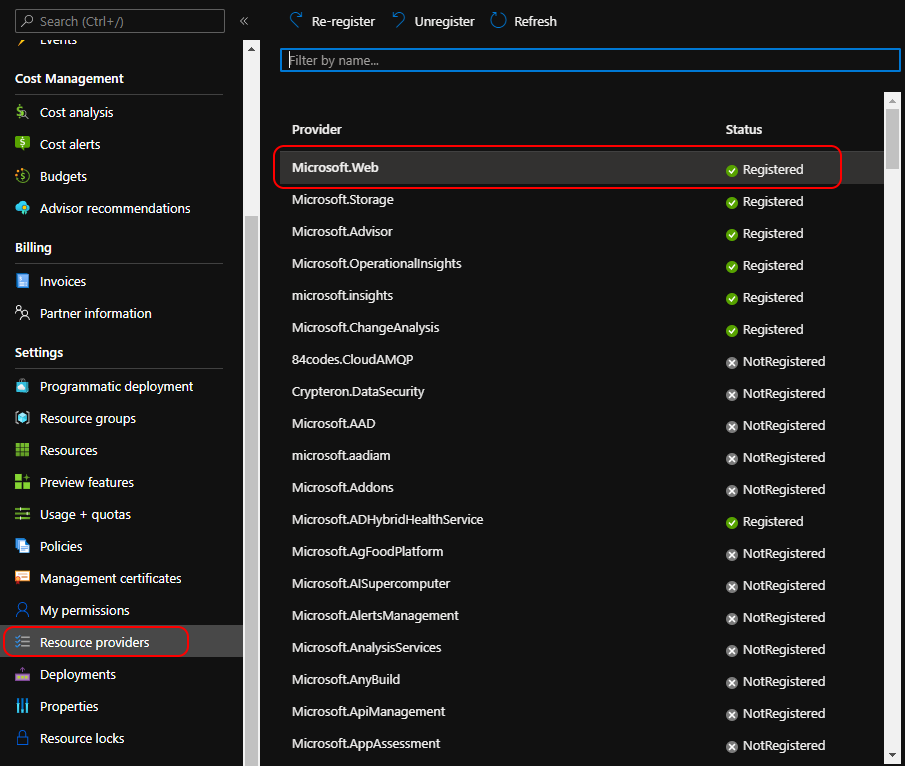 Search (Ctrl+/)
«
Events
Cost Management
Cost analysis
Cost alerts
Budgets
Advisor recommendations
Billing
Invoices
Partner information
Settings
Programmatic deployment
Resource groups
Resources
Preview features
Usage + quotas
Policies
Management certificates
My permissions
Resource providers
Deployments
Properties
Resource locks
Re-register Unregister Refresh
Filter by name...
Provider Status
Microsoft.Web Registered
Microsoft.Storage Registered
Microsoft.Advisor Registered
Microsoft.OperationalInsights Registered
microsoft.insights Registered
Microsoft.ChangeAnalysis Registered
84codes.CloudAMQP NotRegistered
Crypteron.DataSecurity NotRegistered
Microsoft.AAD NotRegistered
microsoft.aadiam NotRegistered
Microsoft.Addons NotRegistered
Microsoft.ADHybridHealthService Registered
Microsoft.AgFoodPlatform NotRegistered
Microsoft.AISupercomputer NotRegistered
Microsoft.AlertsManagement NotRegistered
Microsoft.AnalysisServices NotRegistered
Microsoft.AnyBuild NotRegistered
Microsoft.ApiManagement NotRegistered
Microsoft.AppAssessment NotRegistered